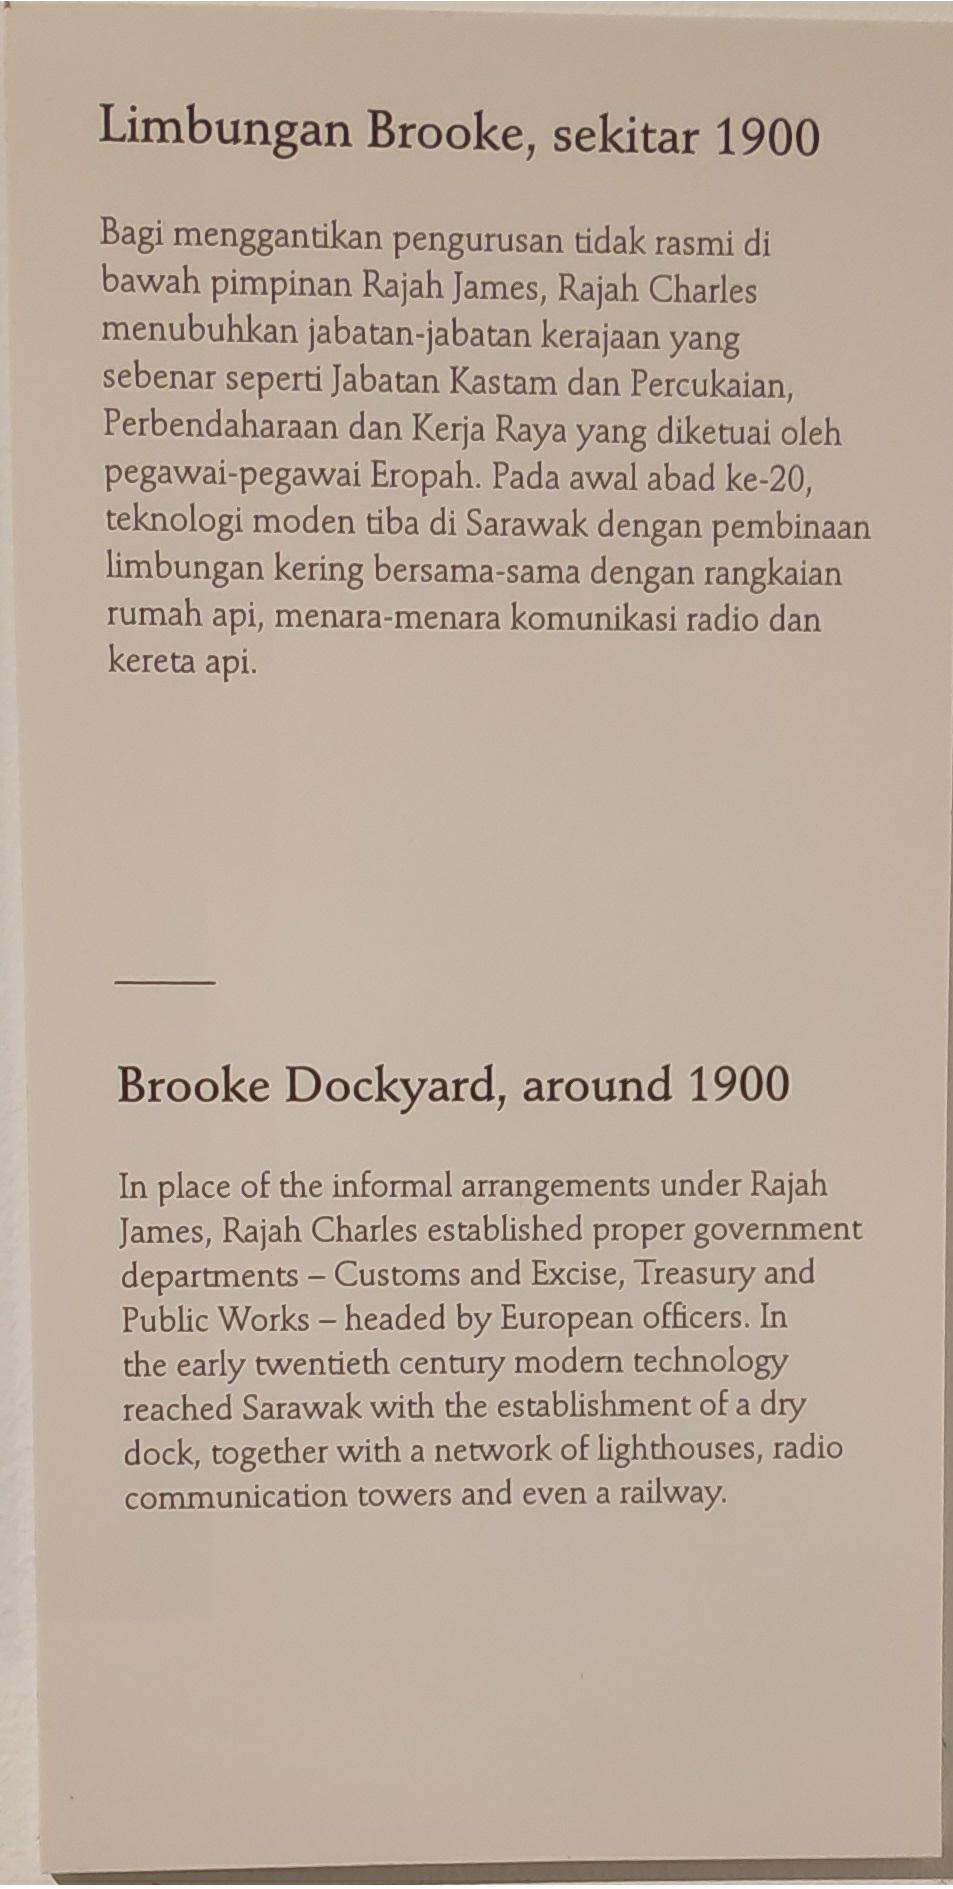 Limbungan Brooke, sekitar 1900
Bagi menggantikan pengurusan tidak rasmi di
bawah pimpinan Rajah James, Rajah Charles
menubuhkan jabatan-jabatan kerajaan yang
sebenar seperti Jabatan Kastam dan Percukaian,
Perbendaharaan dan Kerja Raya yang diketuai oleh
pegawai-pegawai Eropah. Pada awal abad ke-20,
teknologi moden tiba di Sarawak dengan pembinaan
limbungan kering bersama-sama dengan rangkaian
rumah api, menara-menara komunikasi radio dan
kereta api.
Brooke Dockyard, around 1900
In place of the informal arrangements under Rajah
James, Rajah Charles established proper government
departments – Customs and Excise, Treasury and
Public Works – headed by European officers. In
the early twentieth century modern technology
reached Sarawak with the establishment of a dry
dock, together with a network of lighthouses, radio
communication towers and even a railway.